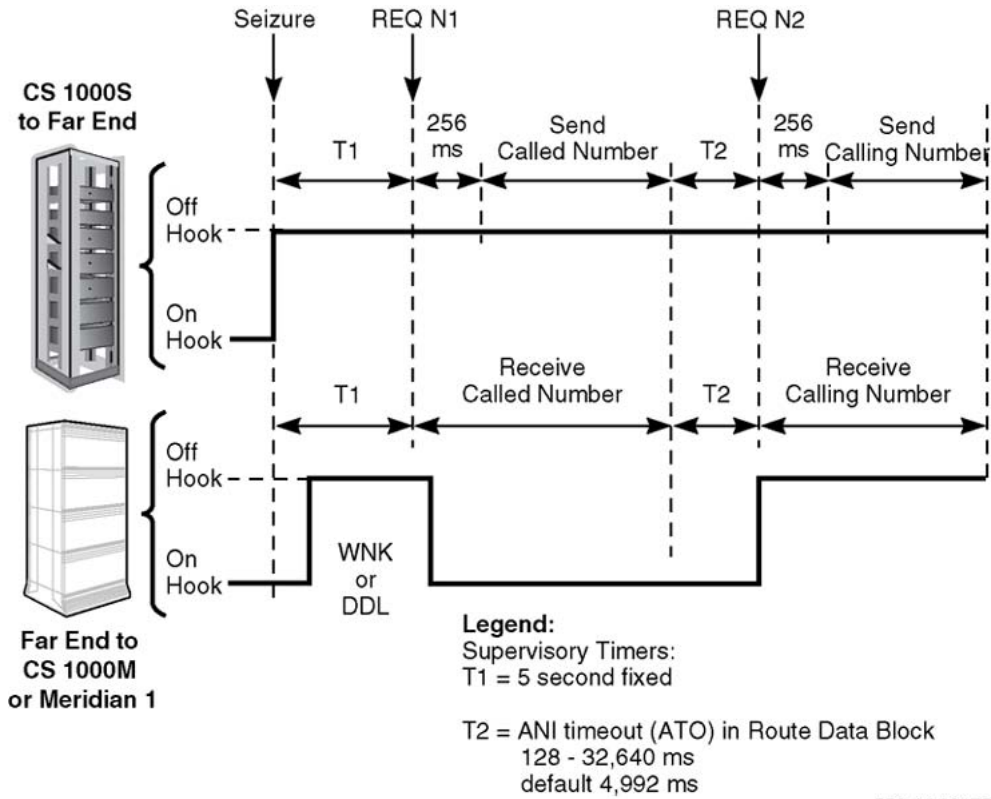 Seizure
REQ N1
REQ N2
CS 1000S
to Far End
T1
256
ms
Send
Called Number
T2
256
ms
Send
Calling Number
Off
Hook
On
Hook
T1
Receive
Called Number
T2
Receive
Calling Number
Off
Hook
On
Hook
WNK
or
DDL
Far End to
CS 1000M
or Meridian 1
Legend:
Supervisory Timers:
T1 = 5 second fixed
T2 = ANI timeout (ATO) in Route Data Block
128 - 32,640 ms
default 4,992 ms